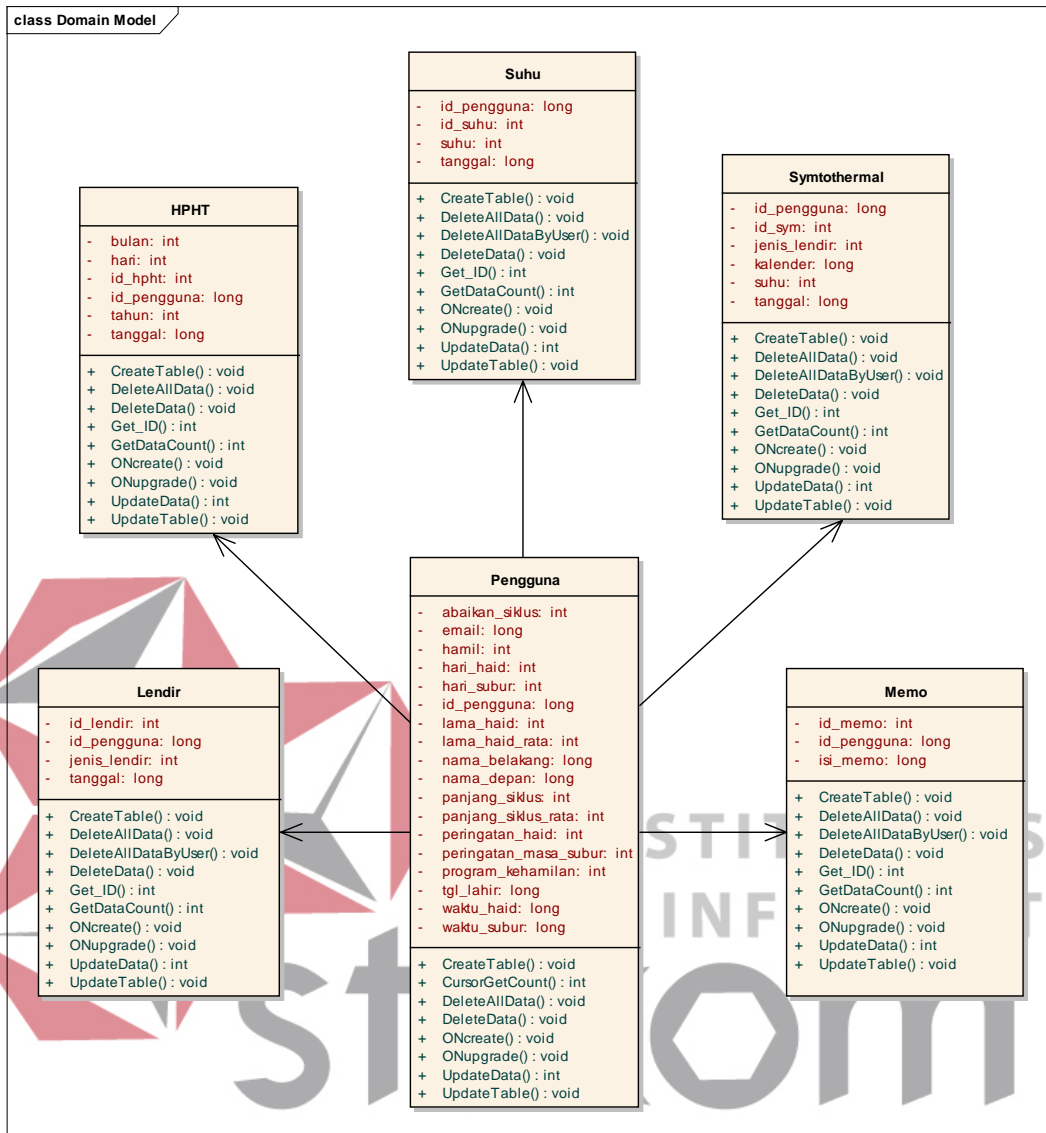 class Domain Model
Suhu
- id_pengguna: long
- id_suhu: int
- suhu: int
- tanggal: long
+ CreateTable() : void
+ DeleteAllData() : void
+ DeleteAllDataByUser() : void
+ DeleteData() : void
+ Get_ID() : int
+ GetDataCount() : int
+ ONcreate() : void
+ ONupgrade() : void
+ UpdateData() : int
+ UpdateTable() : void
Symtothermal
- id_pengguna: long
- id_sym: int
- jenis_lendir: int
- kalender: long
- suhu: int
- tanggal: long
+ CreateTable() : void
+ DeleteAllData() : void
+ DeleteAllDataByUser() : void
+ DeleteData() : void
+ Get_ID() : int
+ GetDataCount() : int
+ ONcreate() : void
+ ONupgrade() : void
+ UpdateData() : int
+ UpdateTable() : void
HPHT
- bulan: int
- hari: int
- id_hpht: int
- id_pengguna: long
- tahun: int
- tanggal: long
+ CreateTable() : void
+ DeleteAllData() : void
+ DeleteData() : void
+ Get_ID() : int
+ GetDataCount() : int
+ ONcreate() : void
+ ONupgrade() : void
+ UpdateData() : int
+ UpdateTable() : void
Pengguna
- abaikan_siklus: int
- email: long
- hamil: int
- hari_haid: int
- hari_subur: int
- id_pengguna: long
- lama_haid: int
- lama_haid_rata: int
- nama_belakang: long
- nama_depan: long
- panjang_siklus: int
- panjang_siklus_rata: int
- peringatan_haid: int
- peringatan_masa_subur: int
- program_kehamilan: int
- tgl_lahir: long
- waktu_haid: long
- waktu_subur: long
+ CreateTable() : void
+ CursorGetCount() : int
+ DeleteAllData() : void
+ DeleteData() : void
+ ONcreate() : void
+ ONupgrade() : void
+ UpdateData() : int
+ UpdateTable() : void
Lendir
- id_lendir: int
- id_pengguna: long
- jenis_lendir: int
- tanggal: long
+ CreateTable() : void
+ DeleteAllData() : void
+ DeleteAllDataByUser() : void
+ DeleteData() : void
+ Get_ID() : int
+ GetDataCount() : int
+ ONcreate() : void
+ ONupgrade() : void
+ UpdateData() : int
+ UpdateTable() : void
Memo
- id_memo: int
- id_pengguna: long
- isi_memo: long
+ CreateTable() : void
+ DeleteAllData() : void
+ DeleteAllDataByUser() : void
+ DeleteData() : void
+ Get_ID() : int
+ GetDataCount() : int
+ ONcreate() : void
+ ONupgrade() : void
+ UpdateData() : int
+ UpdateTable() : void